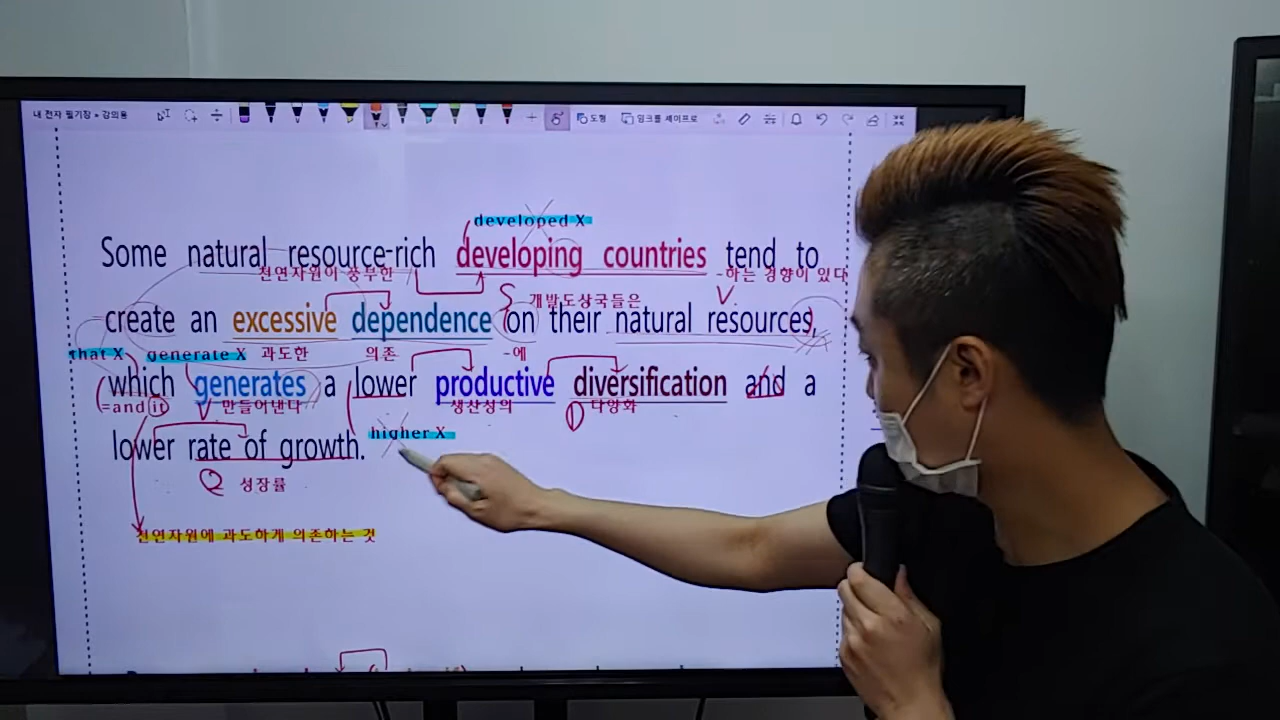 내 전자 필기장 » 강의용
도형
잉크를 셰이프로
developed X
Some natural resource-rich developing countries tend to
천연자원이 풍부한
-하는 경향이 있다
S 개발도상국들은
V
create an excessive dependence on their natural resources,
that X generate X 과도한 의존 -에
which generates a lower productive diversification and a
=and it V 만들어낸다 생산성의 ① 다양화
lower rate of growth. higher X
② 성장률
천연자원에 과도하게 의존하는 것